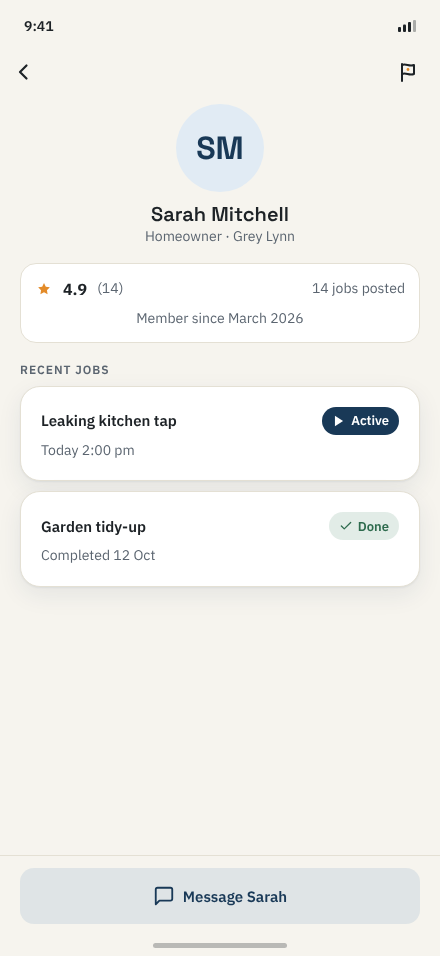 9:41
SM
Sarah Mitchell
Homeowner · Grey Lynn
4.9 (14) 14 jobs posted
Member since March 2026
RECENT JOBS
Leaking kitchen tap Active
Today 2:00 pm
Garden tidy-up Done
Completed 12 Oct
Message Sarah